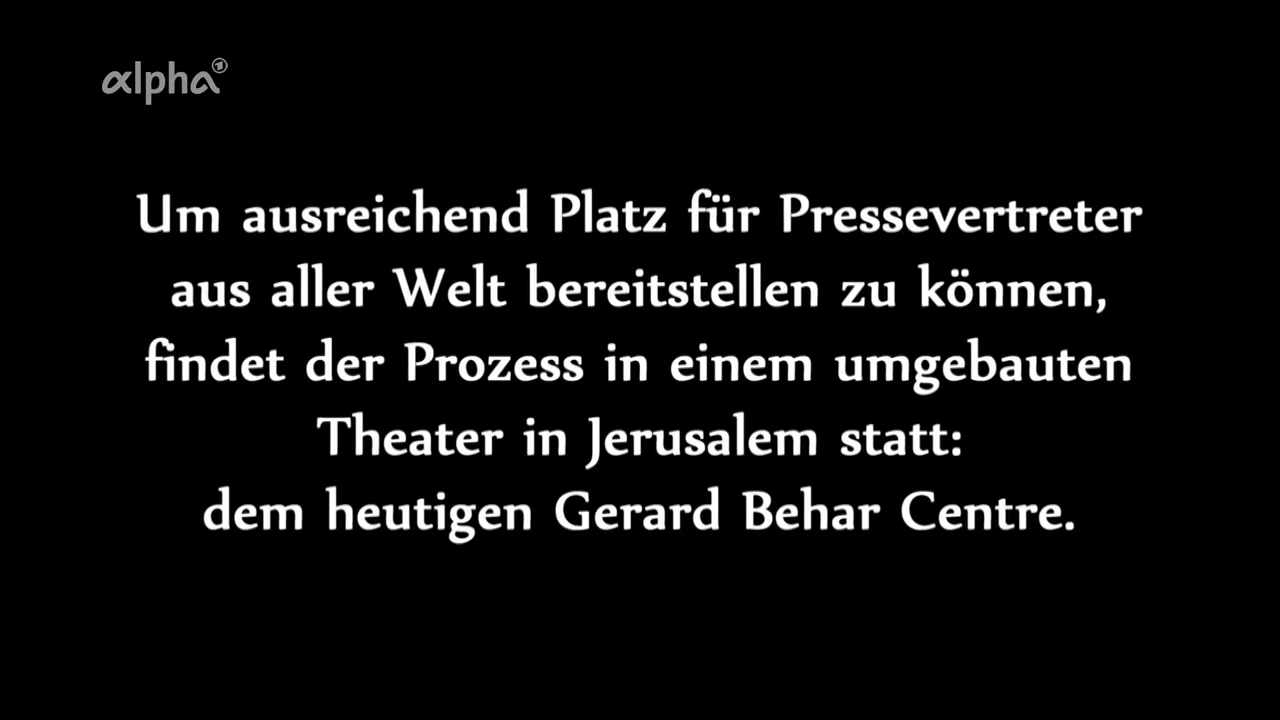 alpha
Um ausreichend Platz für Pressevertreter
aus aller Welt bereitstellen zu können,
findet der Prozess in einem umgebauten
Theater in Jerusalem statt:
dem heutigen Gerard Behar Centre.